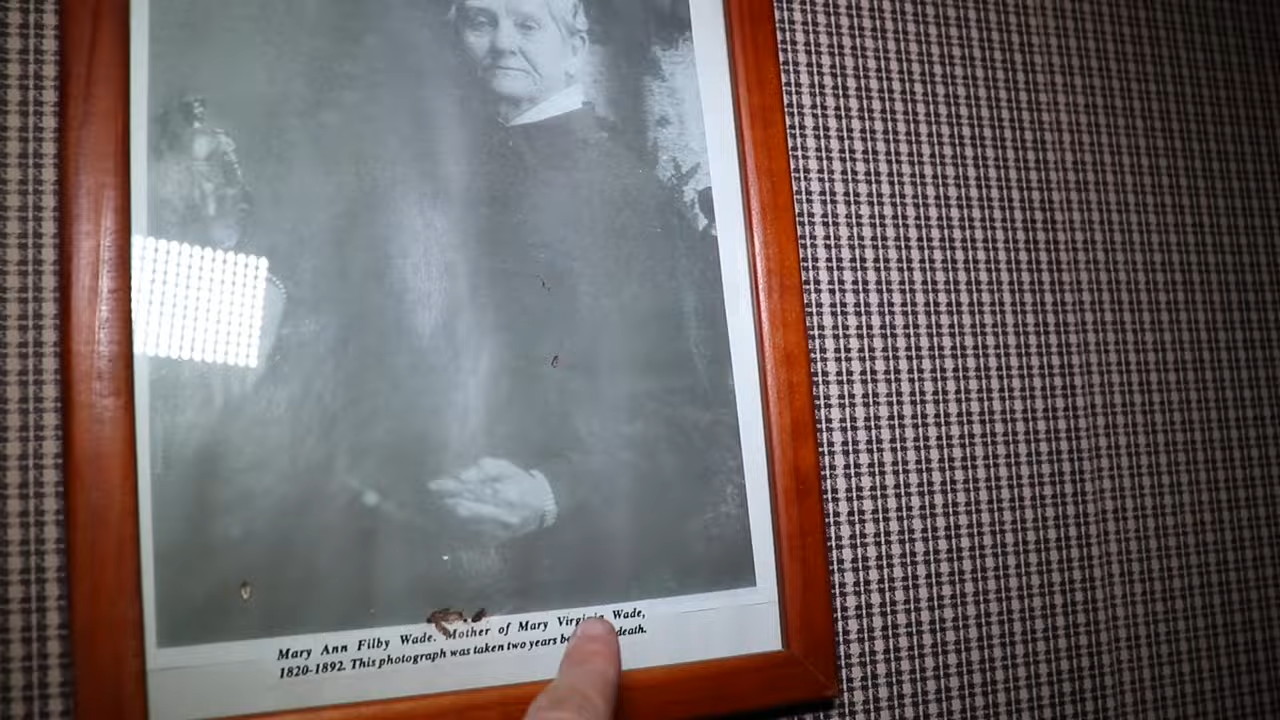 Mary Ann Filby Wade. Mother of Mary Virginia Wade,
1820-1892. This photograph was taken two years death.